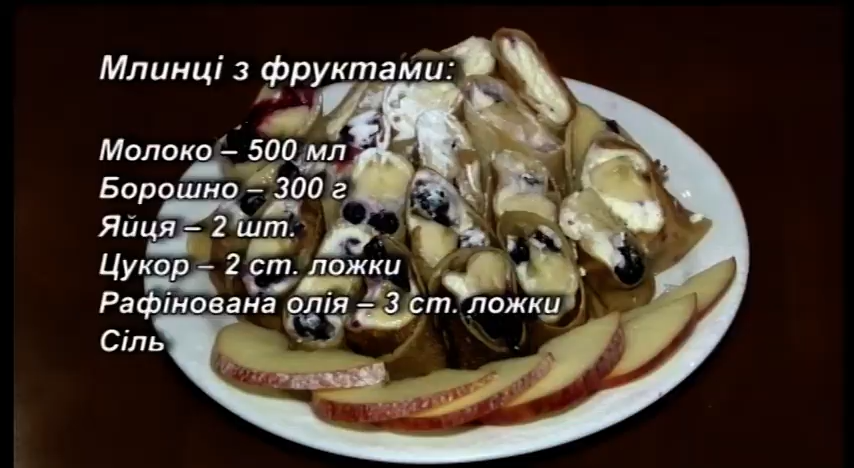 Млинці з фруктами:
Молоко – 500 мл
Борошно – 300 г
Яйця – 2 шт.
Цукор – 2 ст. ложки
Рафінована олія – 3 ст. ложки
Сіль